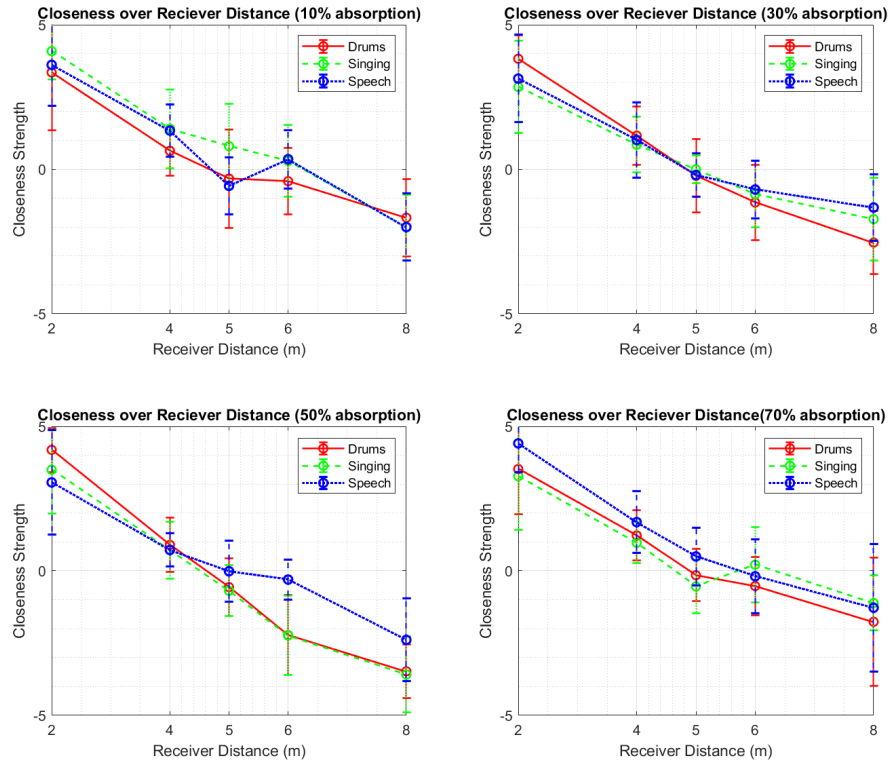 Closeness over Reciever Distance (10% absorption)
5
0
-5
Closeness Strength
Drums
Singing
Speech
2 4 5 6 8
Receiver Distance (m)
Closeness over Reciever Distance (30% absorption)
5
0
-5
Closeness Strength
Drums
Singing
Speech
2 4 5 6 8
Receiver Distance (m)
Closeness over Reciever Distance (50% absorption)
5
0
-5
Closeness Strength
Drums
Singing
Speech
2 4 5 6 8
Receiver Distance (m)
Closeness over Reciever Distance(70% absorption)
5
0
-5
Closeness Strength
Drums
Singing
Speech
2 4 5 6 8
Receiver Distance (m)